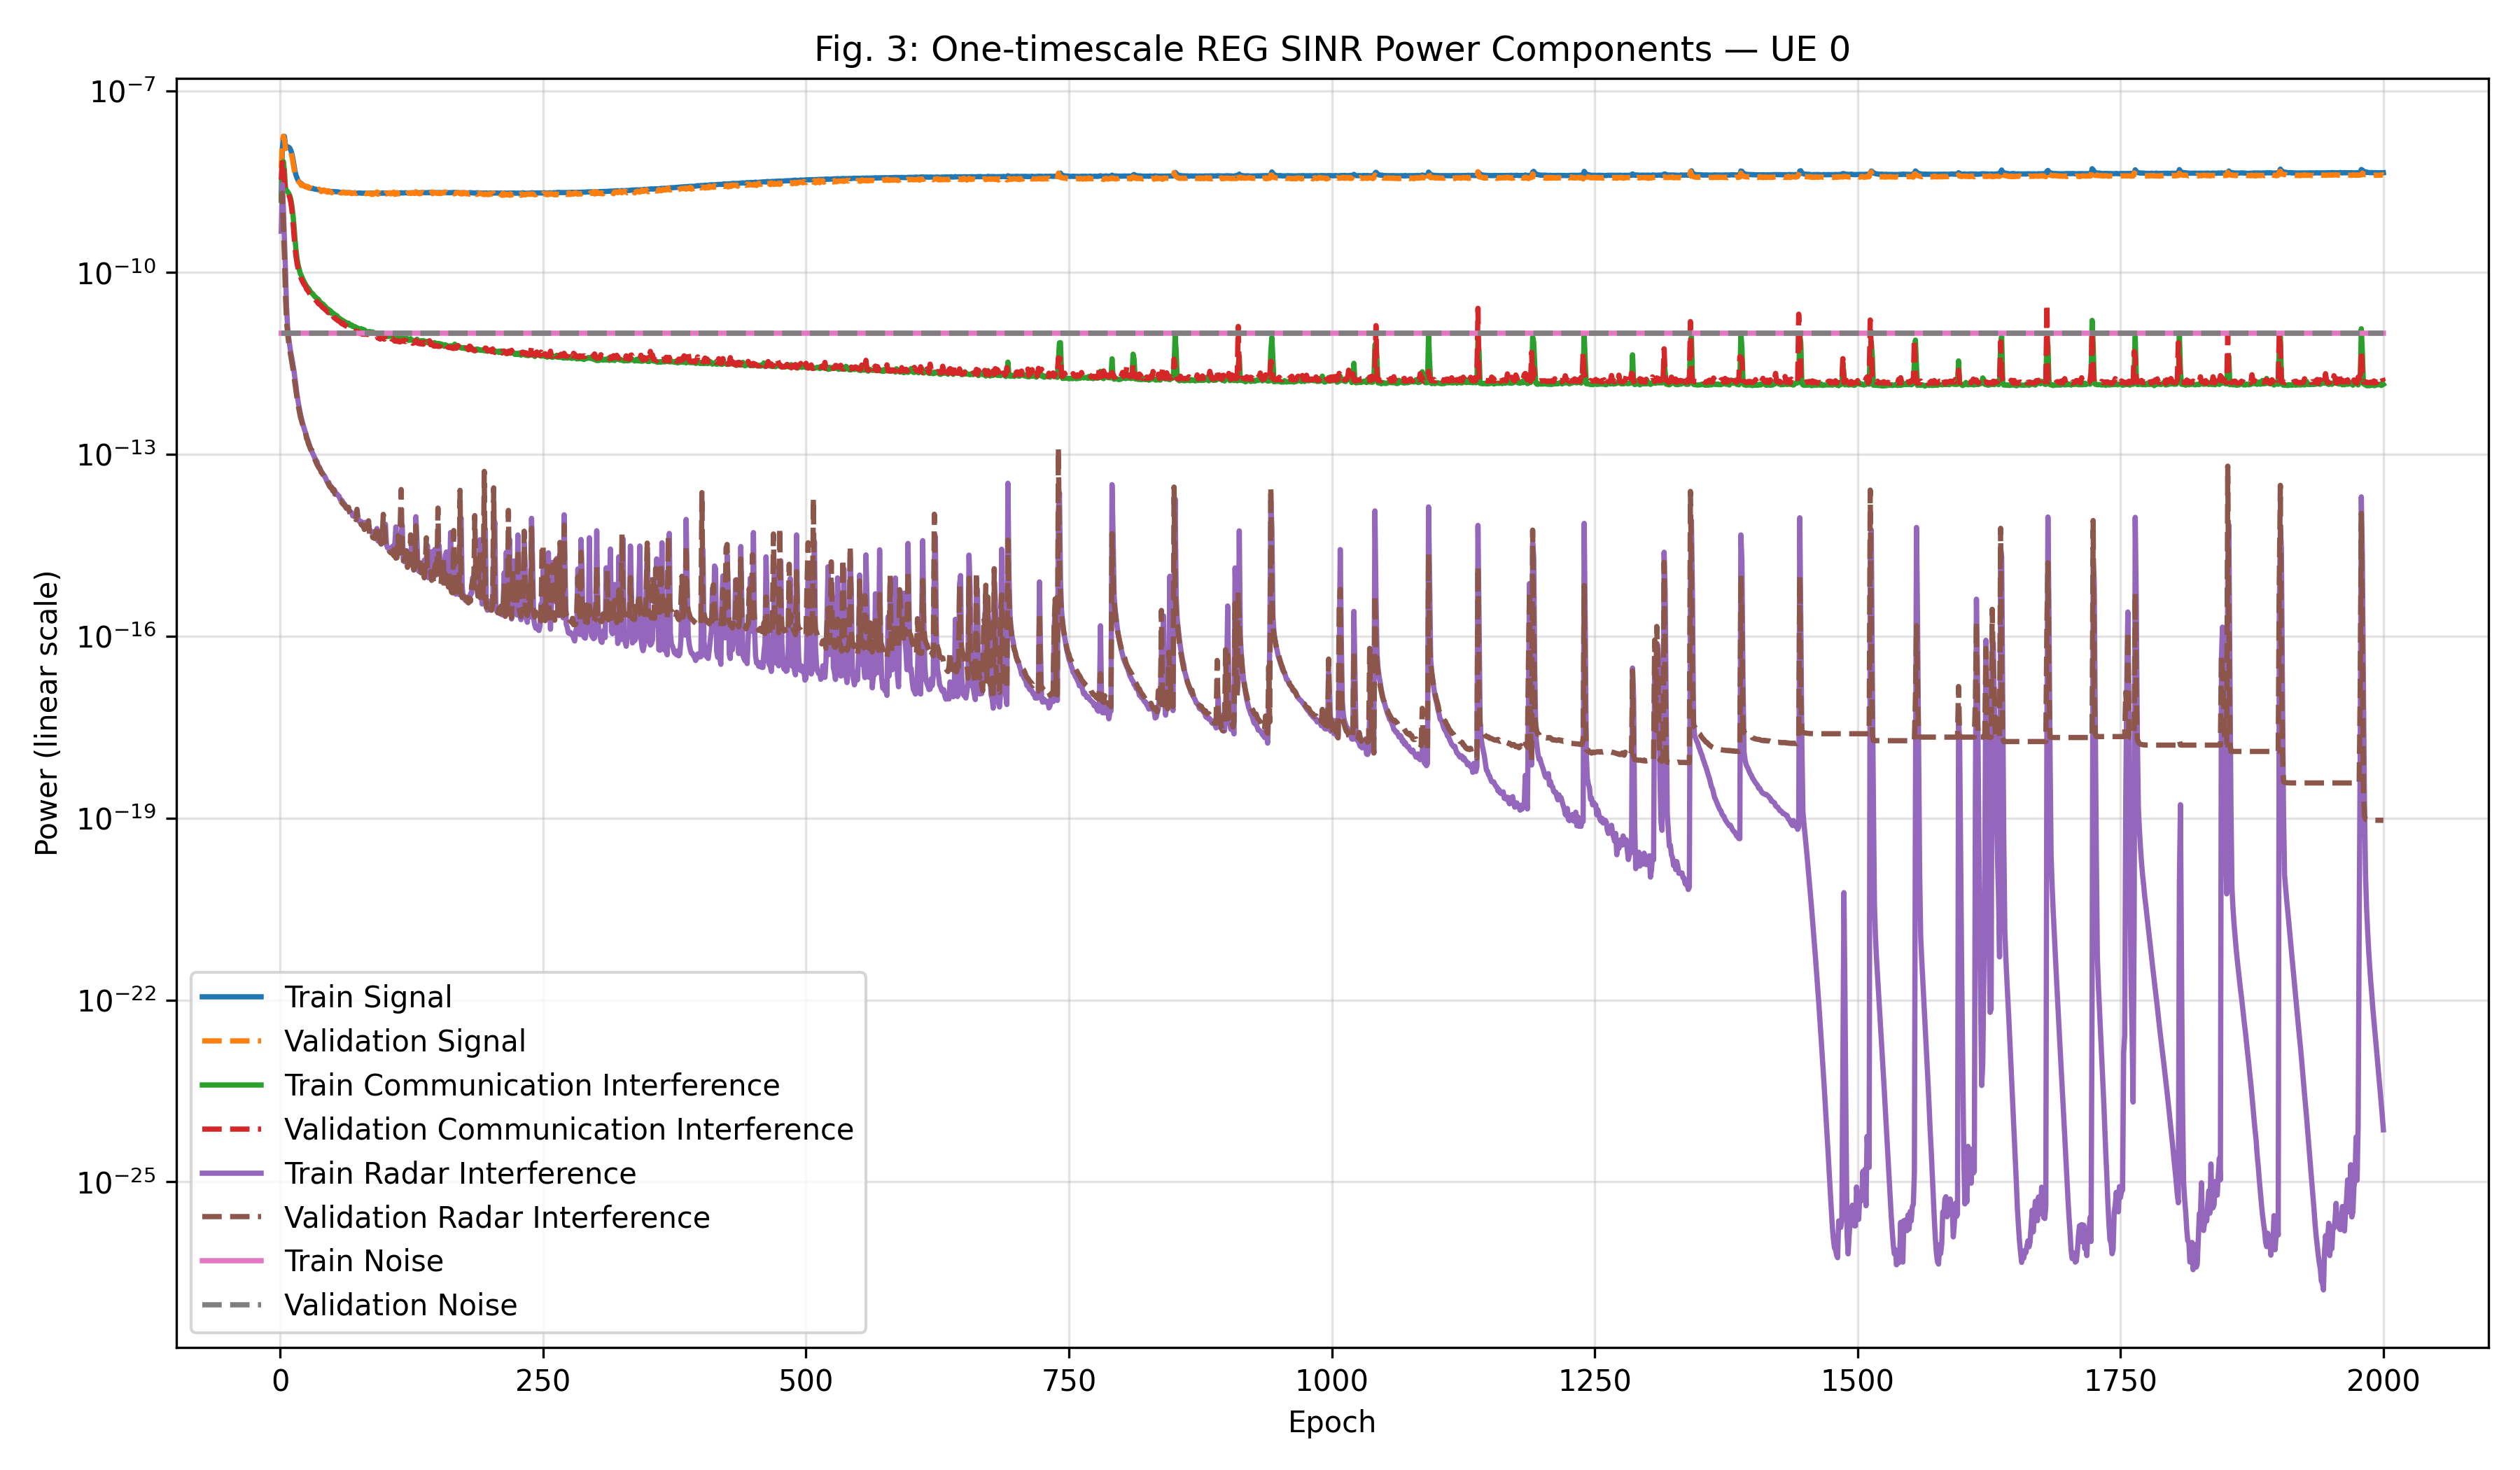 Fig. 3: One-timescale REG SINR Power Components — UE 0
Power (linear scale)
10⁻⁷
10⁻¹⁰
10⁻¹³
10⁻¹⁶
10⁻¹⁹
10⁻²²
10⁻²⁵
Train Signal
Validation Signal
Train Communication Interference
Validation Communication Interference
Train Radar Interference
Validation Radar Interference
Train Noise
Validation Noise
0 250 500 750 1000 1250 1500 1750 2000
Epoch